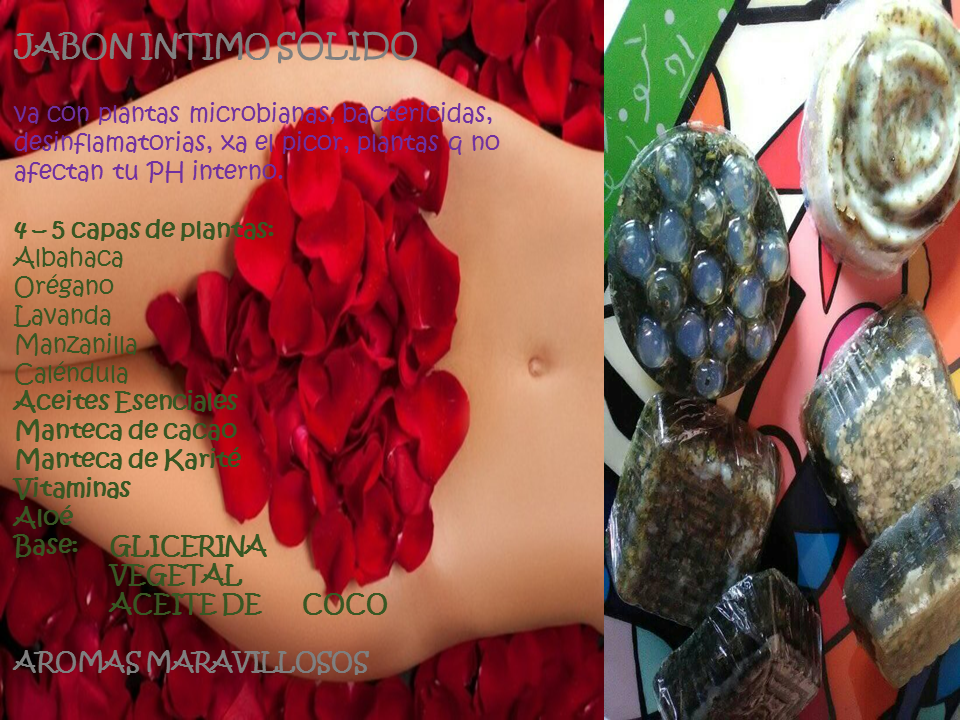 JABON INTIMO SOLIDO
va con plantas microbianas, bactericidas,
desinflamatorias, xa el picor, plantas q no
afectan tu PH interno.
4 – 5 capas de plantas:
Albahaca
Orégano
Lavanda
Manzanilla
Caléndula
Aceites Esenciales
Manteca de cacao
Manteca de Karité
Vitaminas
Aloé
Base: GLICERINA
VEGETAL
ACEITE DE COCO
AROMAS MARAVILLOSOS